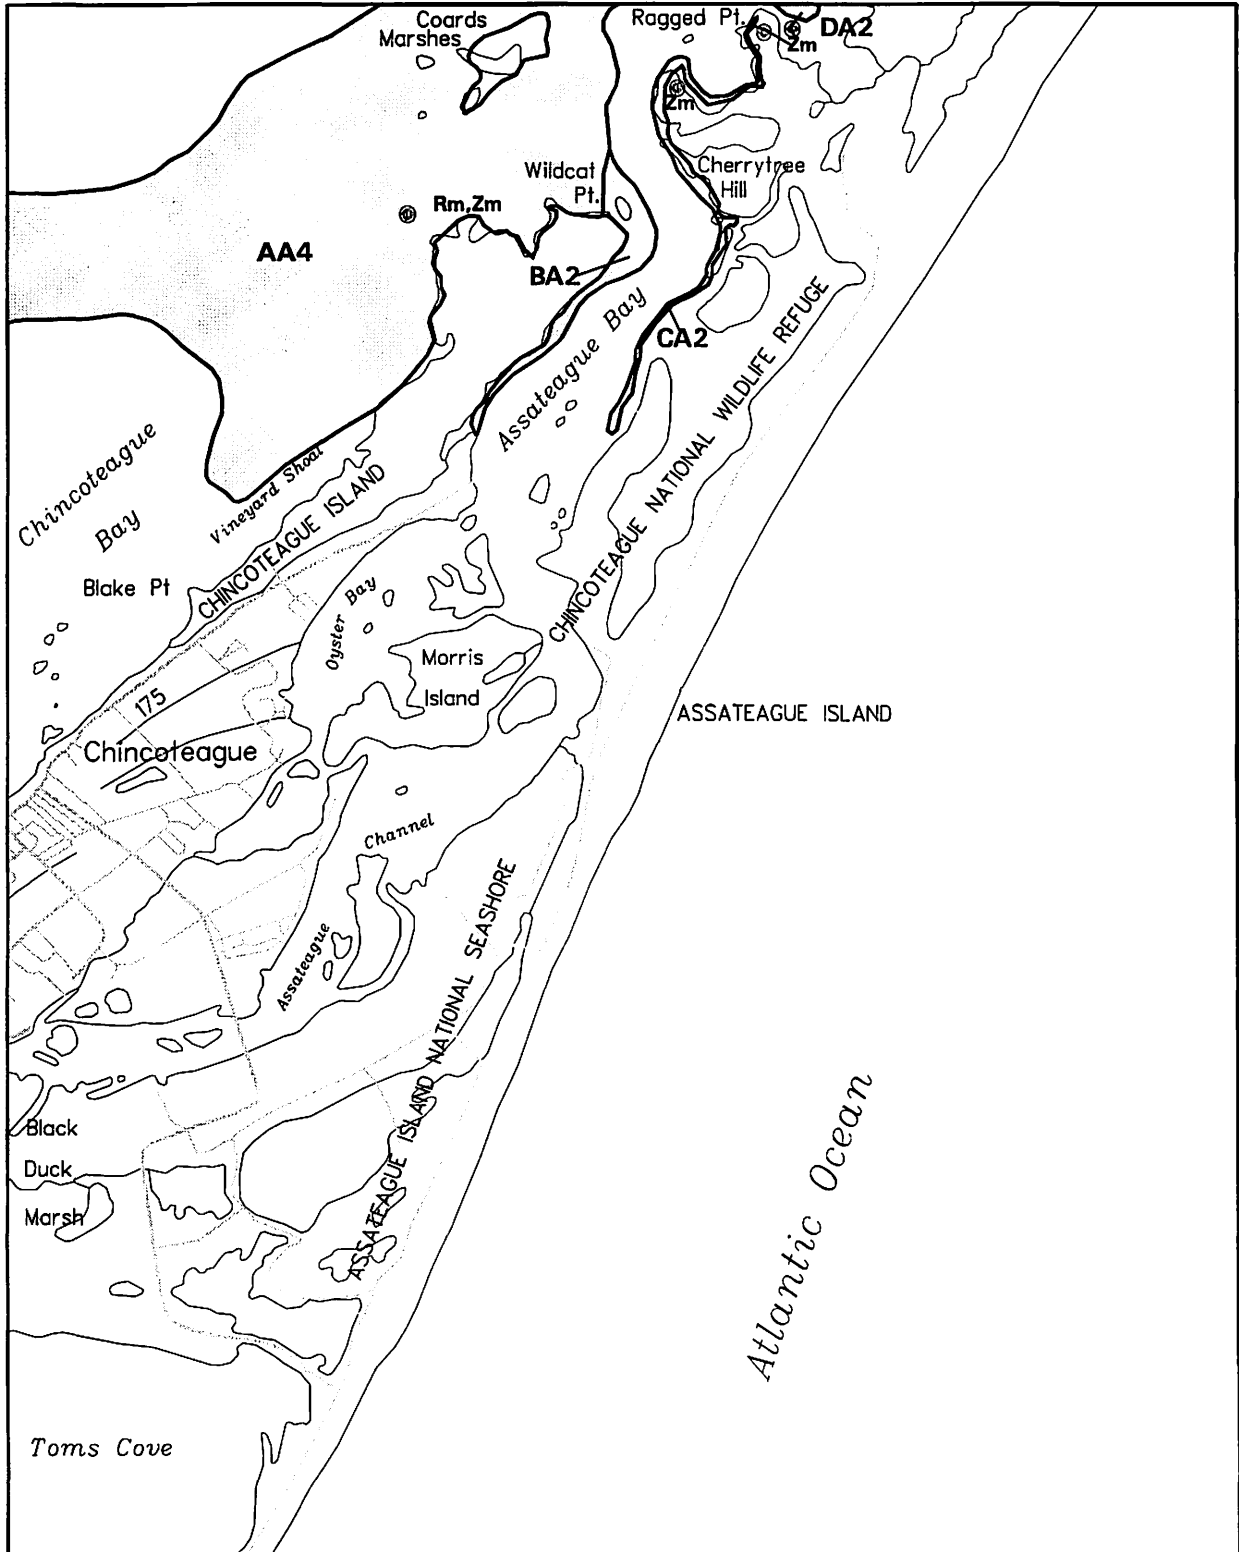 Coards
Marshes
Ragged Pt.
DA2
Zm
Zm
Wildcat
Pt.
Cherrytree
Hill
Rm,Zm
AA4
BA2
CA2
Assateague Bay
CHINCOTEAGUE NATIONAL WILDLIFE REFUGE
Chincoteague
Bay
Vineyard Shoal
CHINCOTEAGUE ISLAND
Blake Pt
Oyster Bay
Morris
Island
175
ASSATEAGUE ISLAND
Chincoteague
Channel
Assateague
ASSATEAGUE ISLAND NATIONAL SEASHORE
Black
Duck
Marsh
Atlantic Ocean
Toms Cove